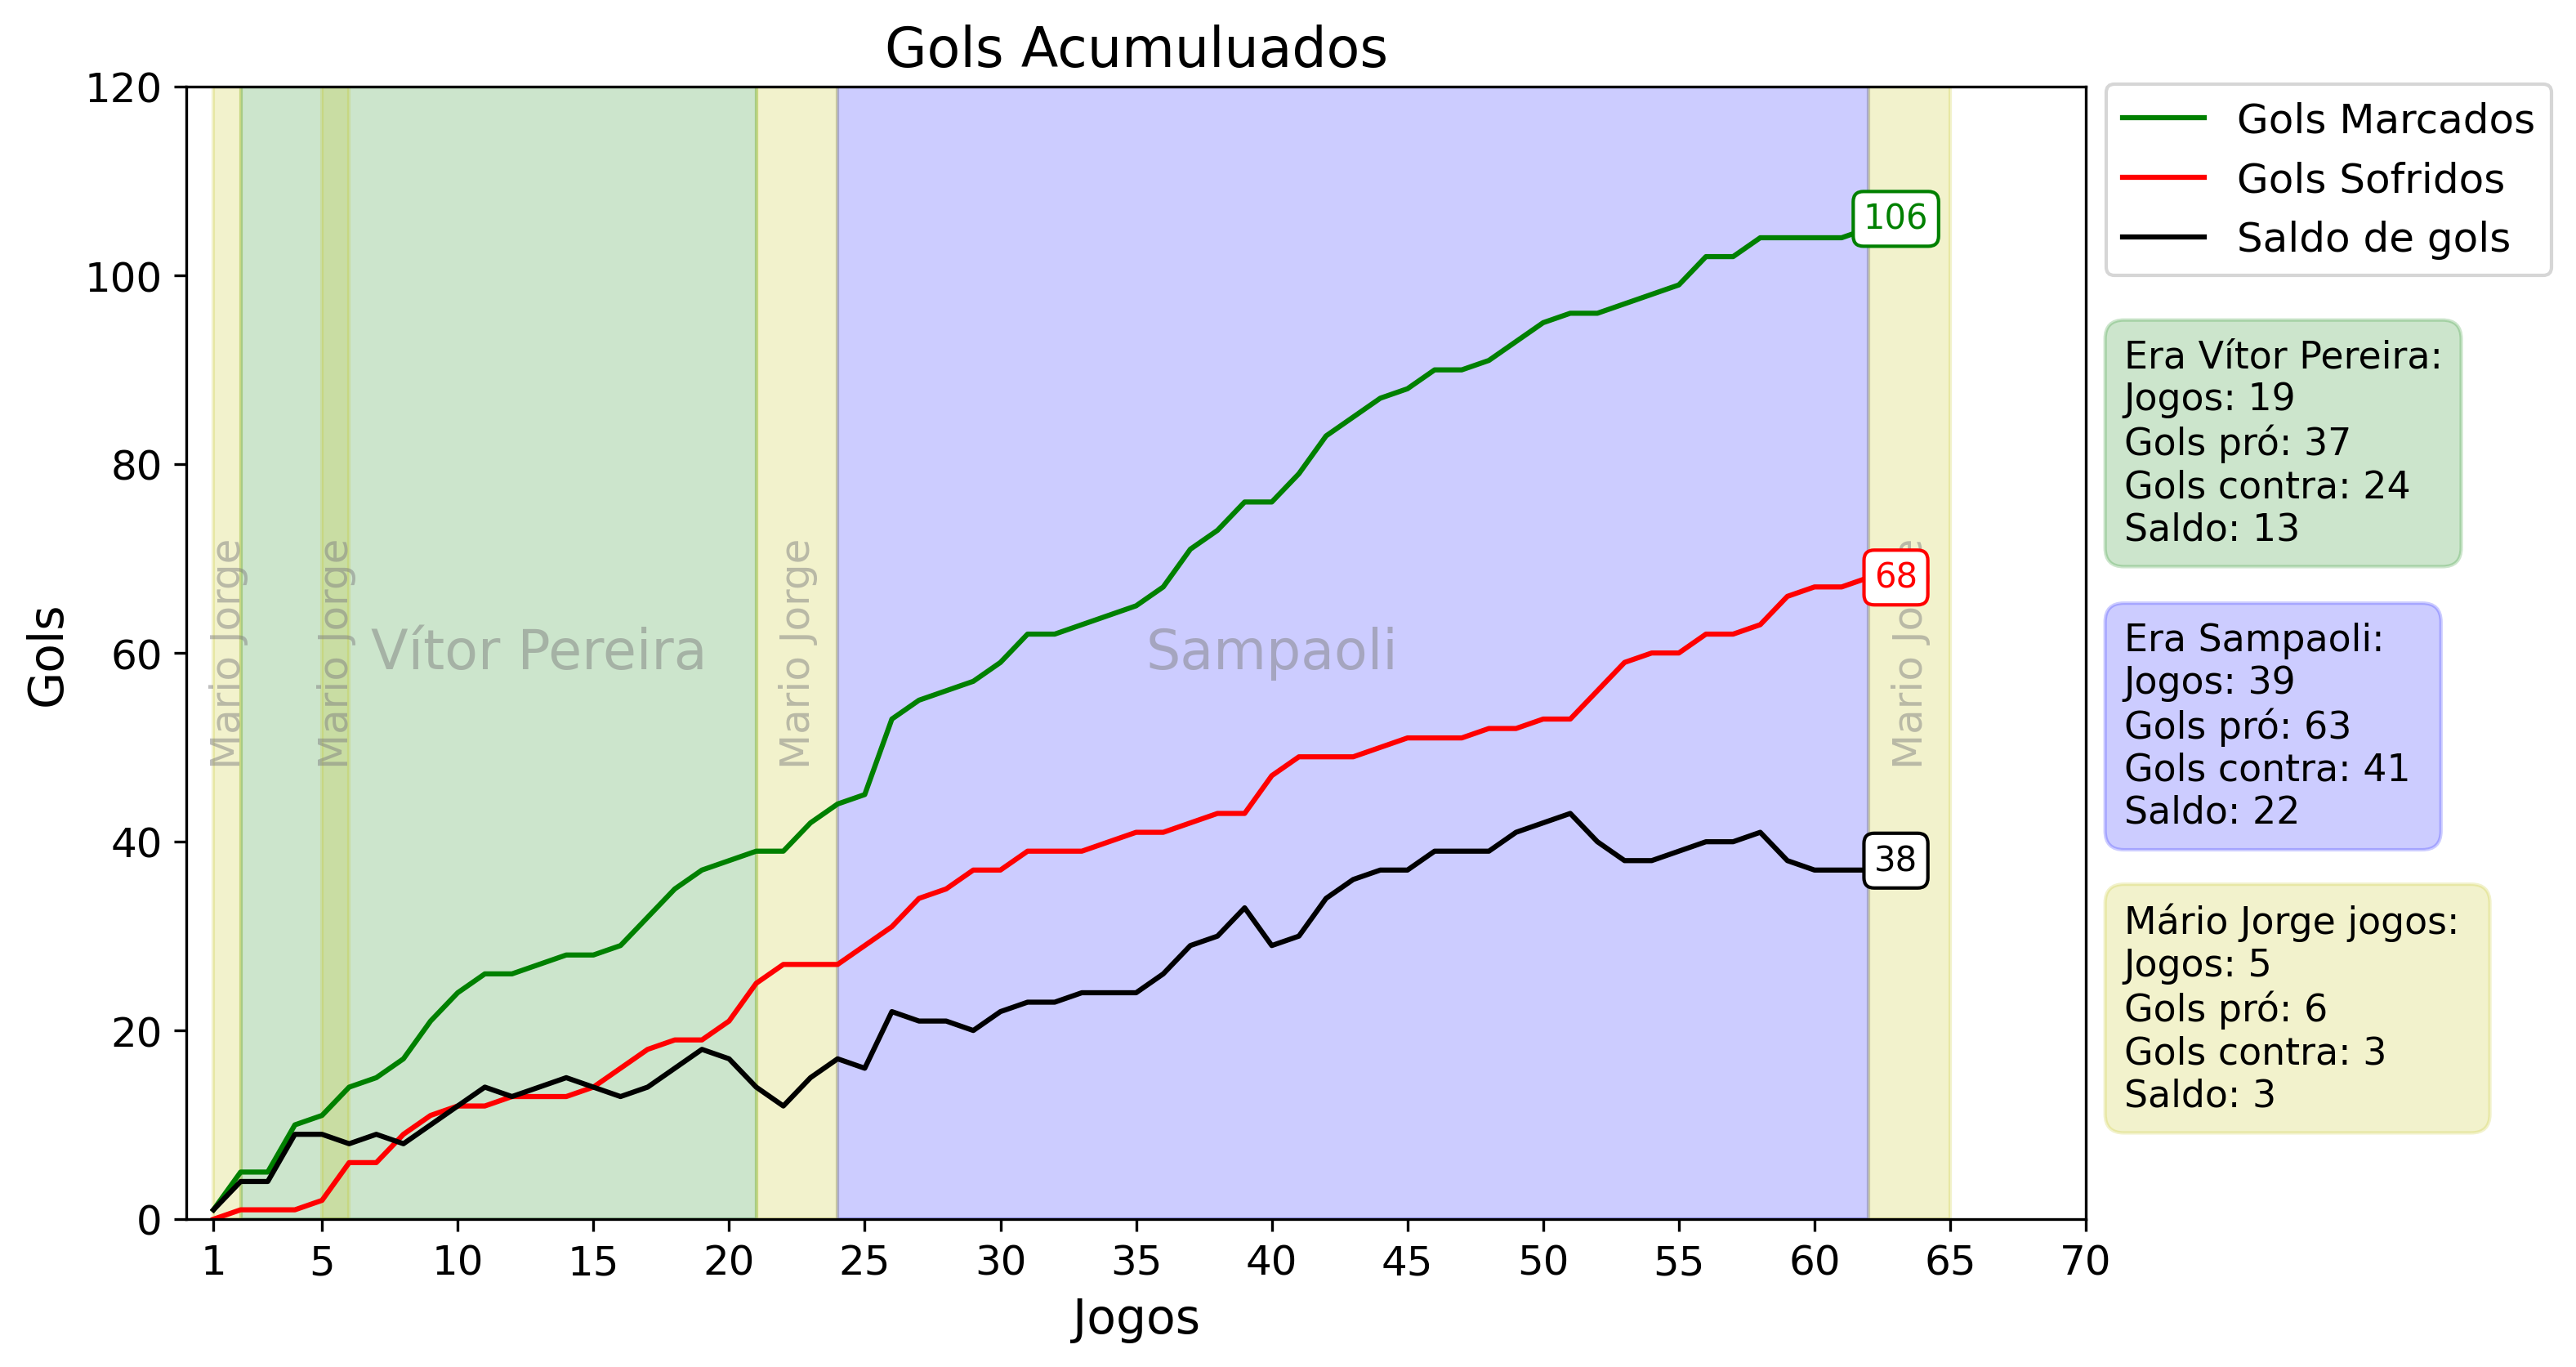 Gols Acumuluados
Gols
120
100
80
60
40
20
0
Mario Jorge
Mario Jorge
Vítor Pereira
Mario Jorge
Sampaoli
Mario Jorge
106
68
38
1 5 10 15 20 25 30 35 40 45 50 55 60 65 70
Jogos
Gols Marcados
Gols Sofridos
Saldo de gols
Era Vítor Pereira:
Jogos: 19
Gols pró: 37
Gols contra: 24
Saldo: 13
Era Sampaoli:
Jogos: 39
Gols pró: 63
Gols contra: 41
Saldo: 22
Mário Jorge jogos:
Jogos: 5
Gols pró: 6
Gols contra: 3
Saldo: 3